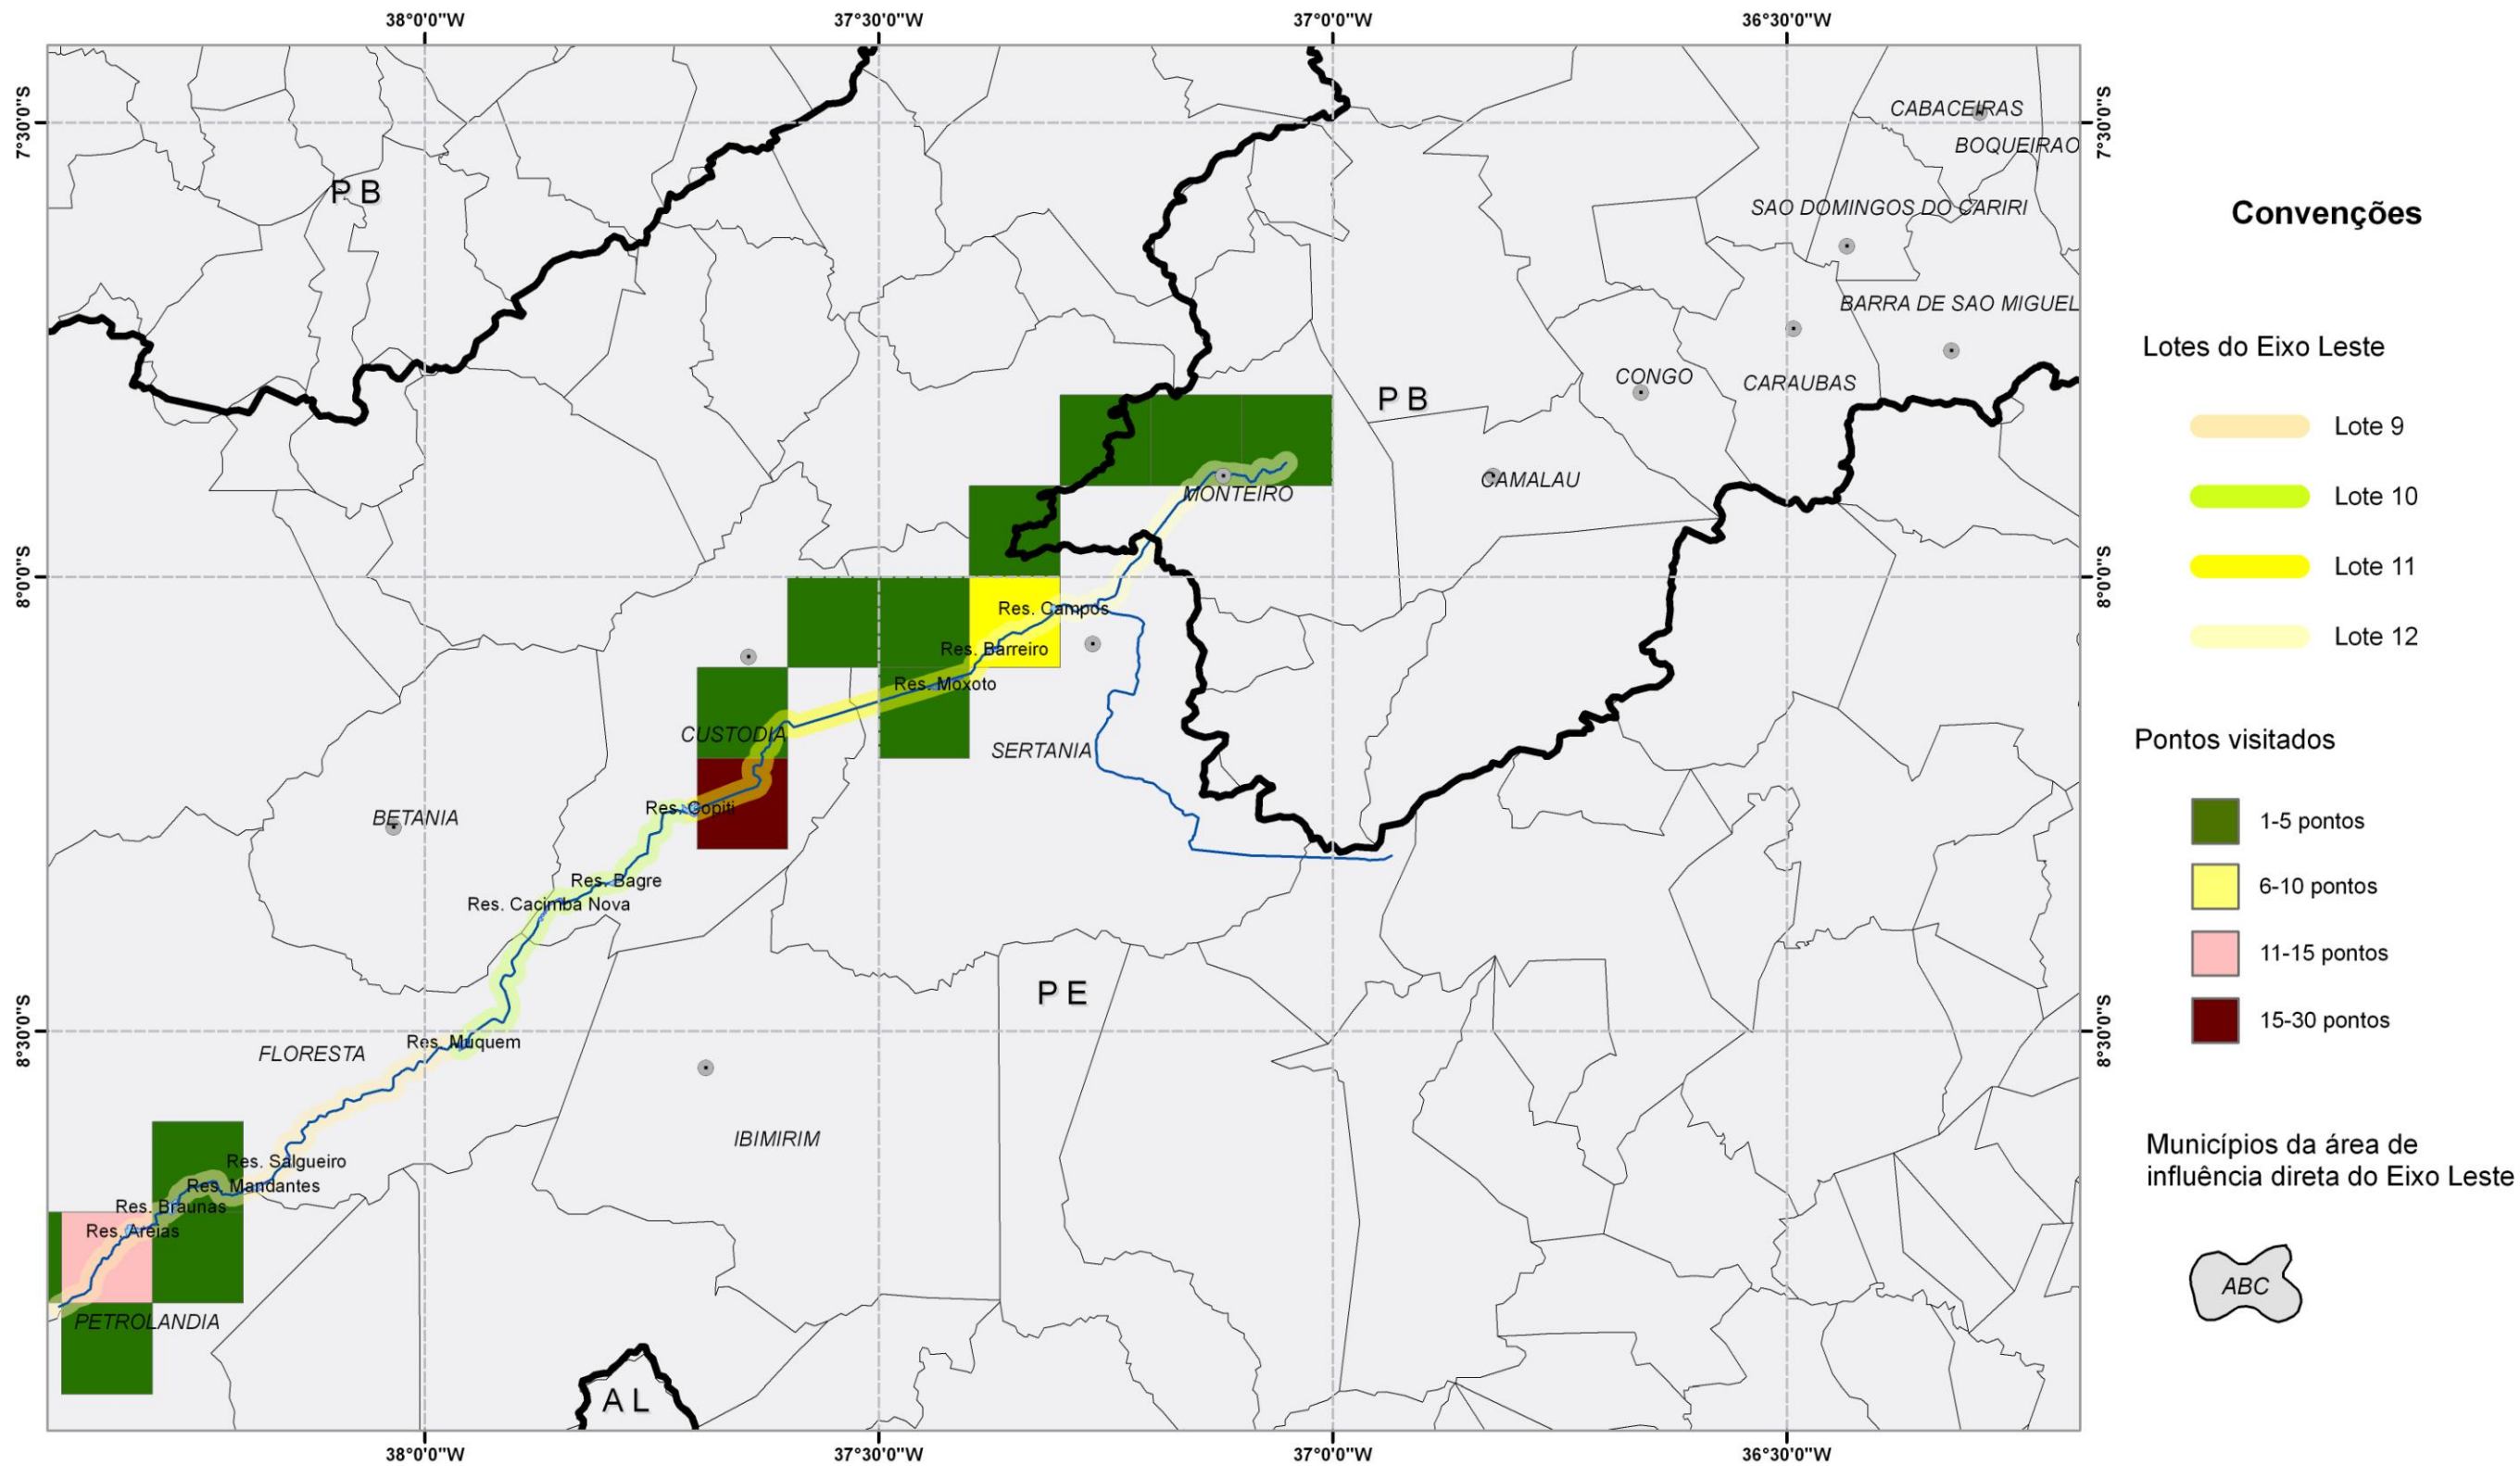 38°0'0"W
37°30'0"W
37°0'0"W
36°30'0"W
7°30'0"S
7°30'0"S
CABACEIRAS
BOQUEIRAO
P B
SAO DOMINGOS DO CARIRI
BARRA DE SAO MIGUEL
CONGO
CARAUBAS
P B
CAMALAU
MONTEIRO
8°0'0"S
8°0'0"S
Res. Campos
Res. Barreiro
Res. Moxoto
CUSTODIA
SERTANIA
Res. Copiti
BETANIA
Res. Bagre
Res. Cacimba Nova
P E
8°30'0"S
8°30'0"S
Res. Muquem
FLORESTA
IBIMIRIM
Res. Salgueiro
Res. Mandantes
Res. Braunas
Res. Areias
PETROLANDIA
A L
38°0'0"W
37°30'0"W
37°0'0"W
36°30'0"W
Convenções
Lotes do Eixo Leste
Lote 9
Lote 10
Lote 11
Lote 12
Pontos visitados
1-5 pontos
6-10 pontos
11-15 pontos
15-30 pontos
Municípios da área de
influência direta do Eixo Leste
ABC